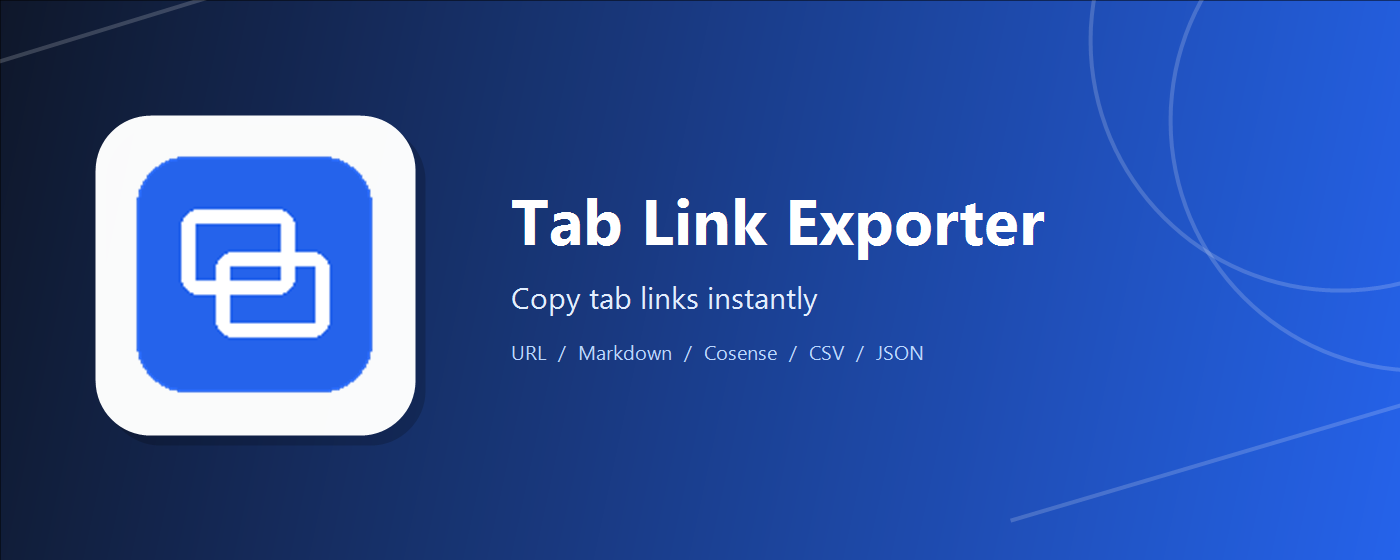 Tab Link Exporter
Copy tab links instantly
URL / Markdown / Cosense / CSV / JSON